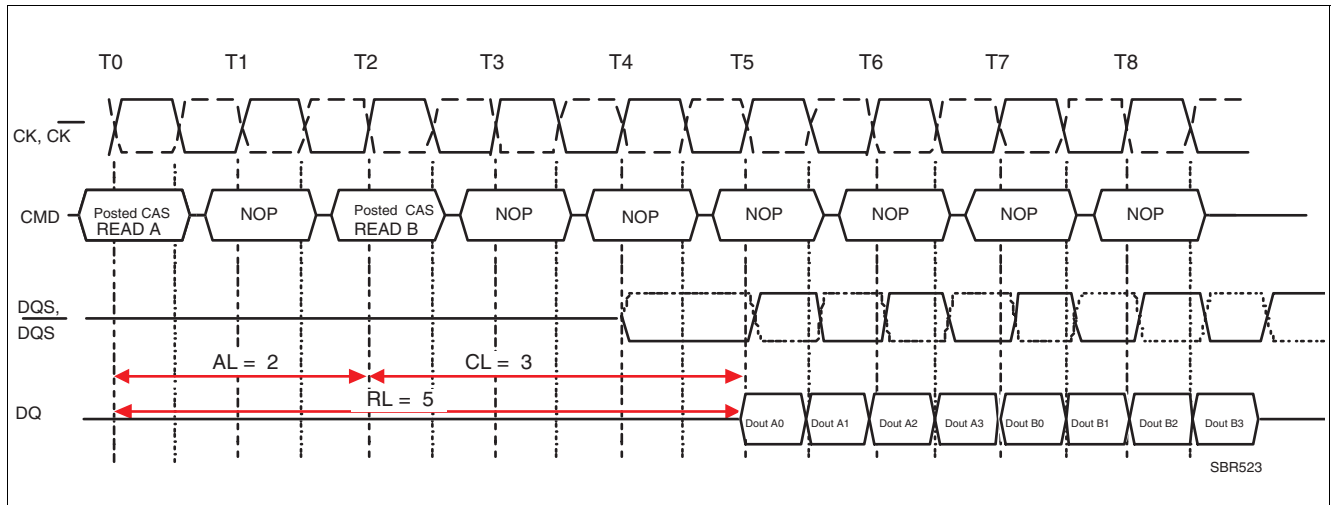 T0 T1 T2 T3 T4 T5 T6 T7 T8
CK, CK
CMD
Posted CAS
READ A
NOP
Posted CAS
READ B
NOP
NOP
NOP
NOP
NOP
NOP
DQS,
DQS
AL = 2
CL = 3
RL = 5
DQ
Dout A0 Dout A1 Dout A2 Dout A3 Dout B0 Dout B1 Dout B2 Dout B3
SBR523